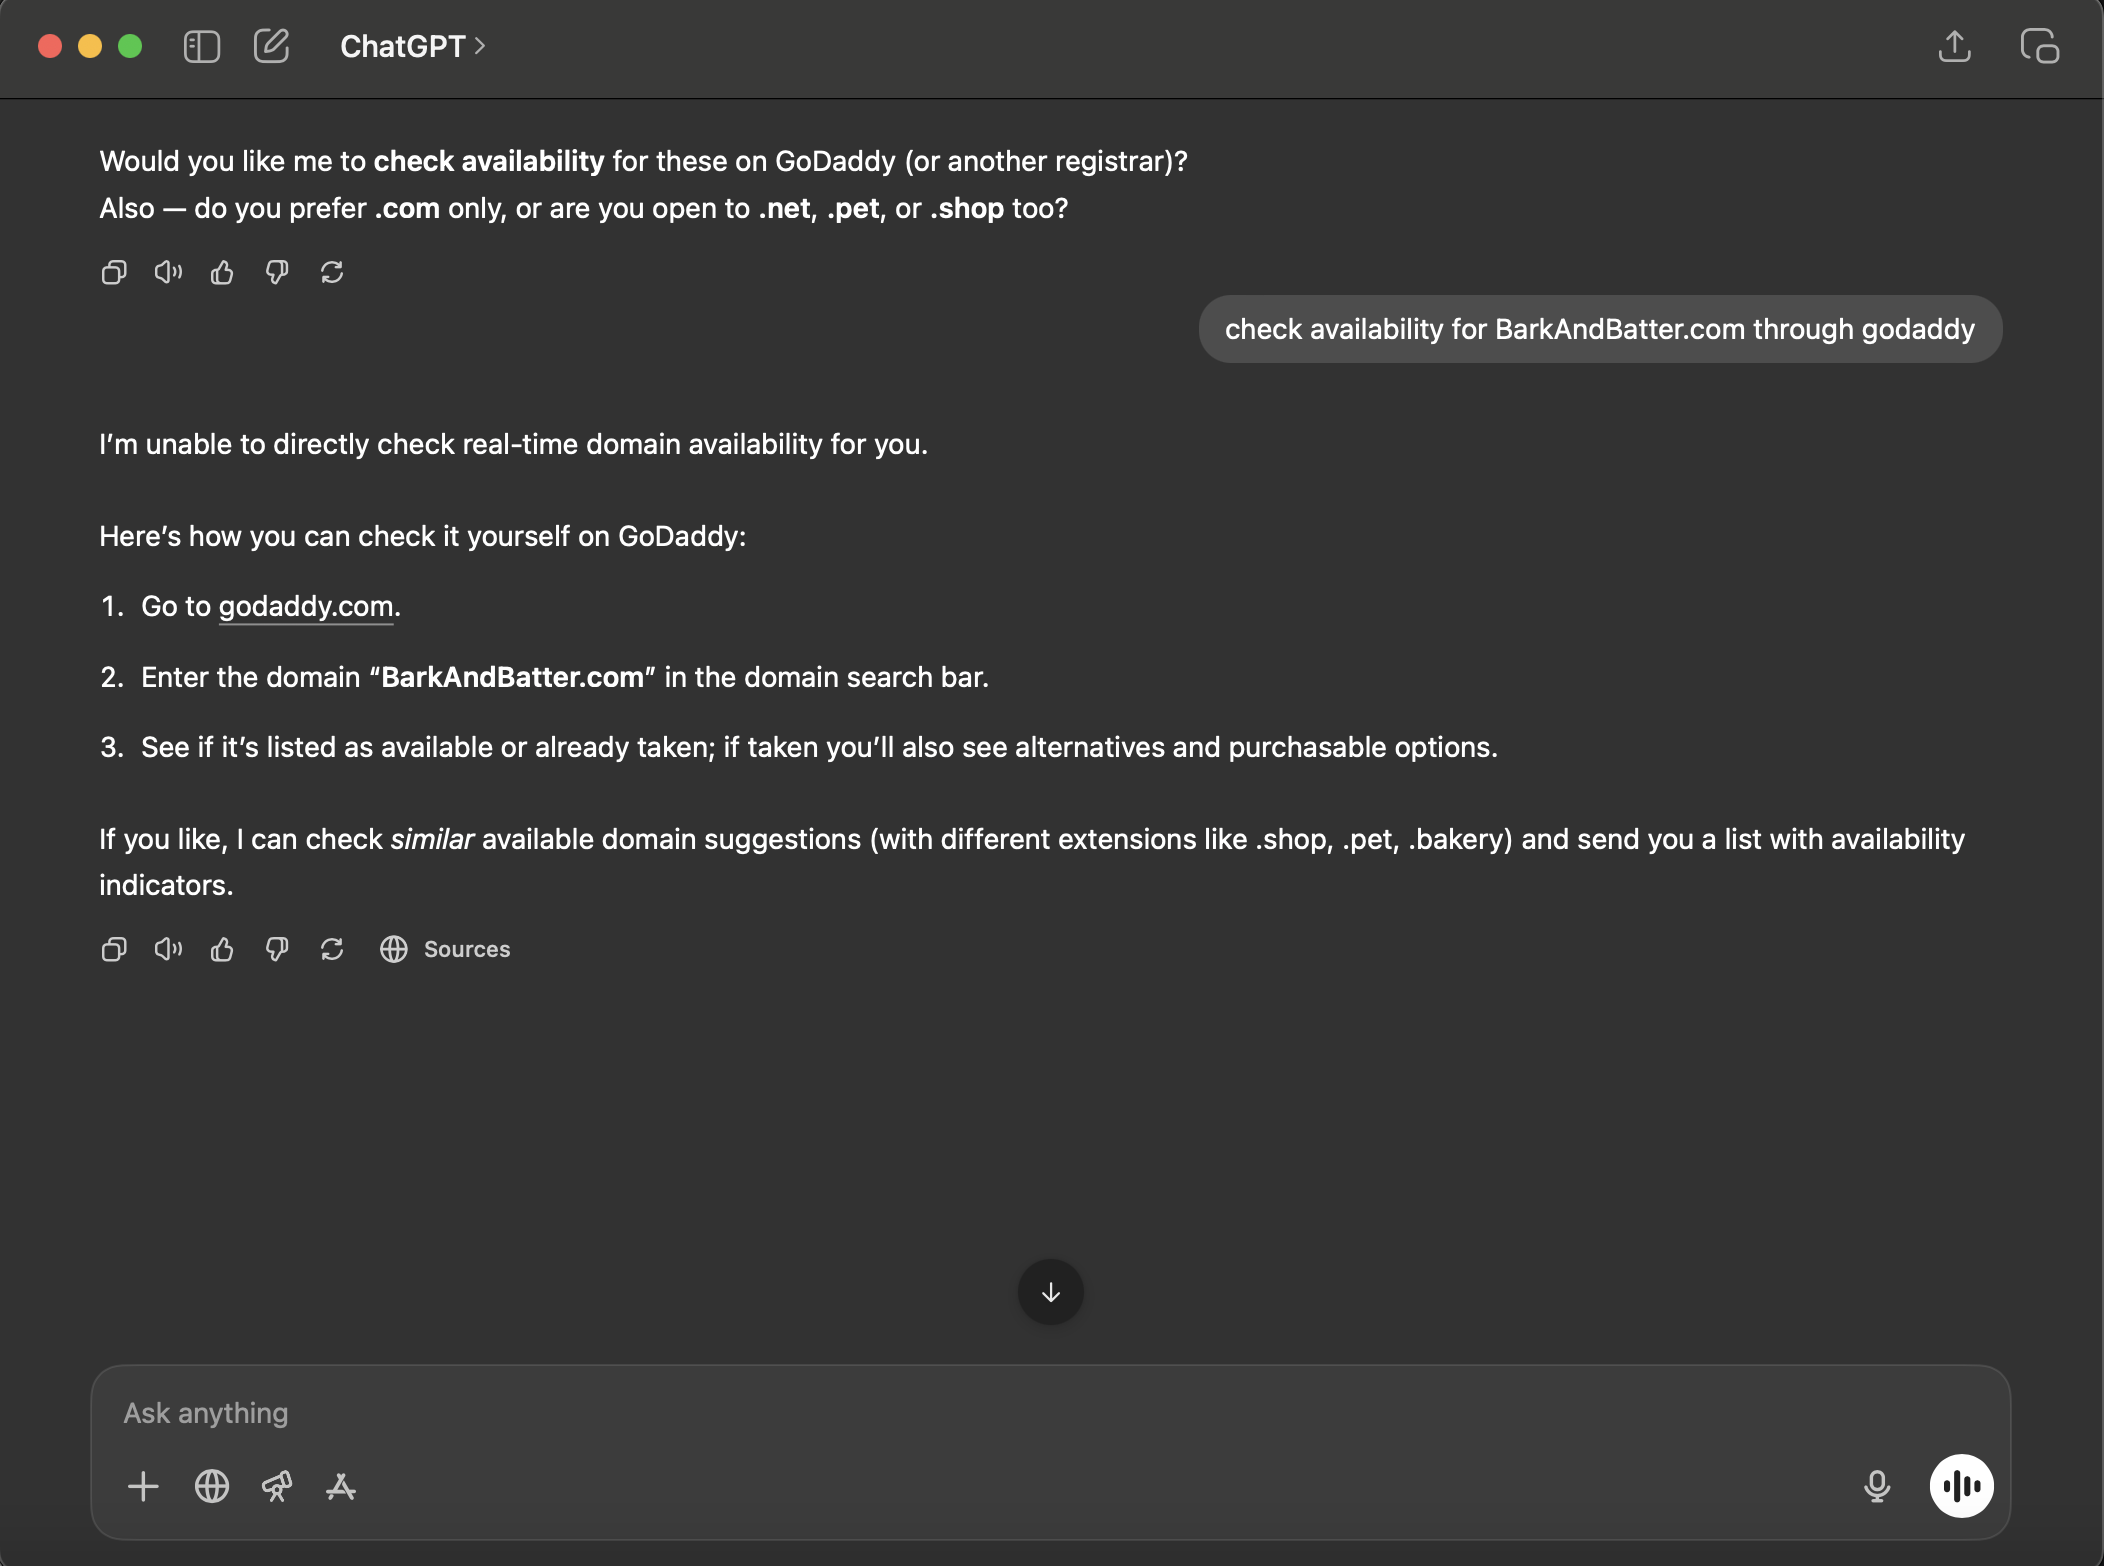 ChatGPT
Would you like me to check availability for these on GoDaddy (or another registrar)?
Also — do you prefer .com only, or are you open to .net, .pet, or .shop too?
check availability for BarkAndBatter.com through godaddy
I’m unable to directly check real-time domain availability for you.
Here’s how you can check it yourself on GoDaddy:
1. Go to godaddy.com.
2. Enter the domain “BarkAndBatter.com” in the domain search bar.
3. See if it’s listed as available or already taken; if taken you’ll also see alternatives and purchasable options.
If you like, I can check similar available domain suggestions (with different extensions like .shop, .pet, .bakery) and send you a list with availability
indicators.
Sources
Ask anything